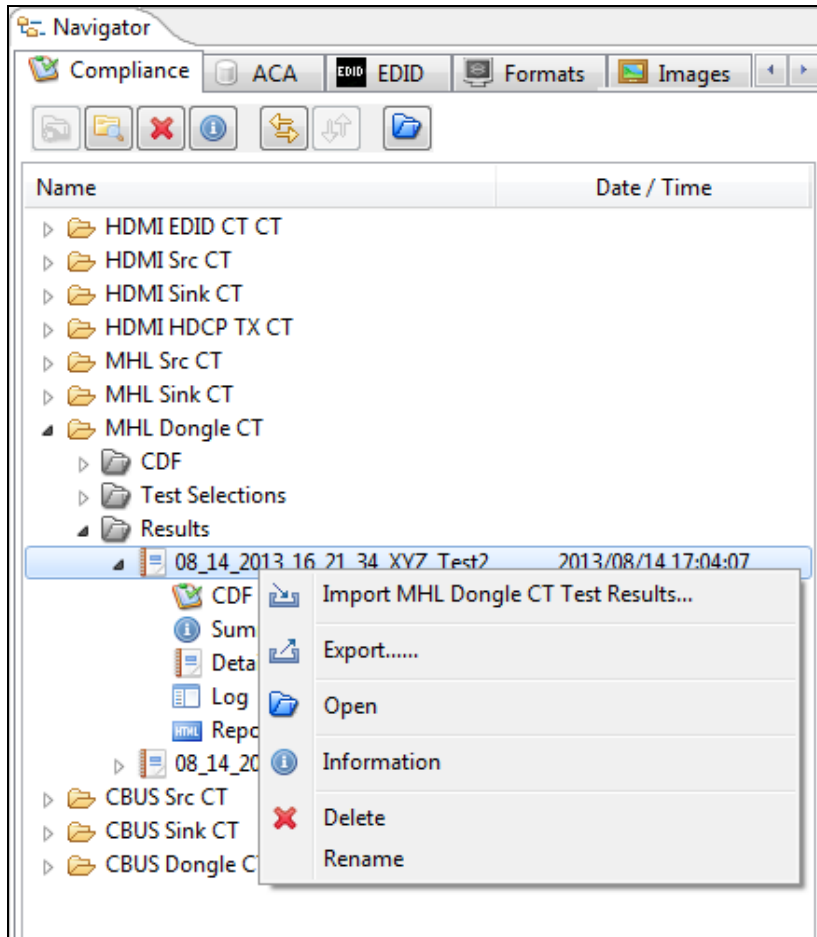 Navigator
Compliance ACA EDID EDID Formats Images
Name Date / Time
HDMI EDID CT CT
HDMI Src CT
HDMI Sink CT
HDMI HDCP TX CT
MHL Src CT
MHL Sink CT
MHL Dongle CT
CDF
Test Selections
Results
08_14_2013_16_21_34_XYZ_Test2 2013/08/14 17:04:07
CDF Import MHL Dongle CT Test Results...
Sum
Export......
Deta
Log Open
HTML Repo
08_14_20 Information
CBUS Src CT
Delete
CBUS Sink CT
Rename
CBUS Dongle C